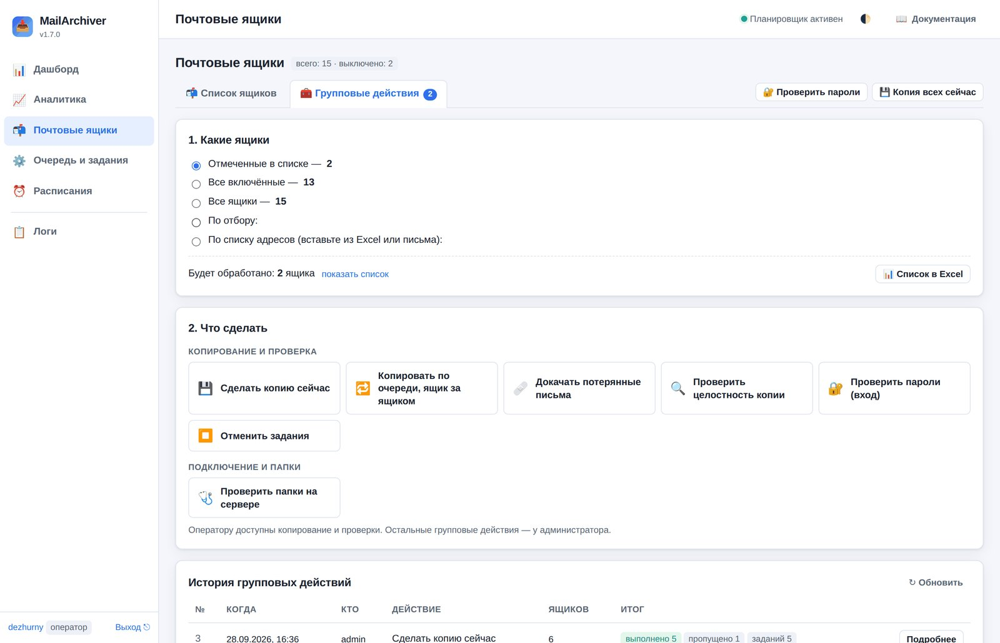 MailArchiver
v1.7.0
Дашборд
Аналитика
Почтовые ящики
Очередь и задания
Расписания
Логи
dezhurny оператор Выход
Почтовые ящики
Планировщик активен
Документация
Почтовые ящики всего: 15 · выключено: 2
Список ящиков
Групповые действия 2
Проверить пароли
Копия всех сейчас
1. Какие ящики
Отмеченные в списке — 2
Все включённые — 13
Все ящики — 15
По отбору:
По списку адресов (вставьте из Excel или письма):
Будет обработано: 2 ящика показать список
Список в Excel
2. Что сделать
КОПИРОВАНИЕ И ПРОВЕРКА
Сделать копию сейчас
Копировать по
очереди, ящик за
ящиком
Докачать потерянные
письма
Проверить
целостность копии
Проверить пароли
(вход)
Отменить задания
ПОДКЛЮЧЕНИЕ И ПАПКИ
Проверить папки на
сервере
Оператору доступны копирование и проверки. Остальные групповые действия — у администратора.
История групповых действий
↻ Обновить
№ КОГДА КТО ДЕЙСТВИЕ ЯЩИКОВ ИТОГ
3 28.09.2026, 16:36 admin Сделать копию сейчас 6 выполнено 5 пропущено 1 заданий 5 Подробнее